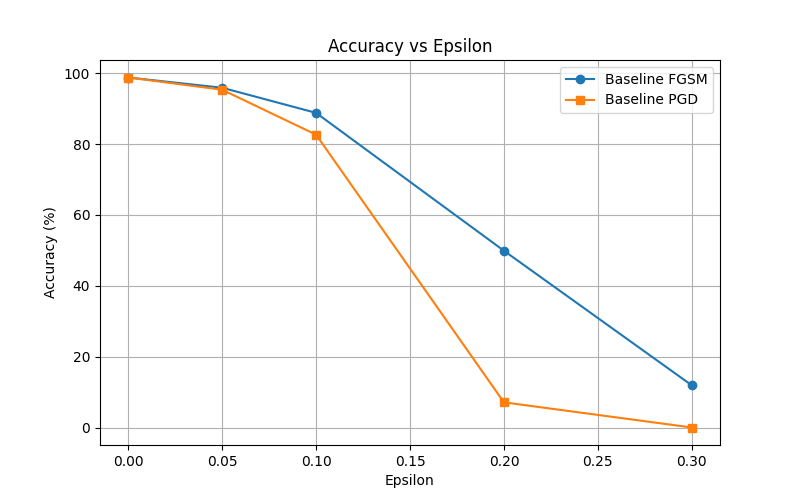 Accuracy vs Epsilon
Baseline FGSM
Baseline PGD
Accuracy (%)
100
80
60
40
20
0
0.00 0.05 0.10 0.15 0.20 0.25 0.30
Epsilon